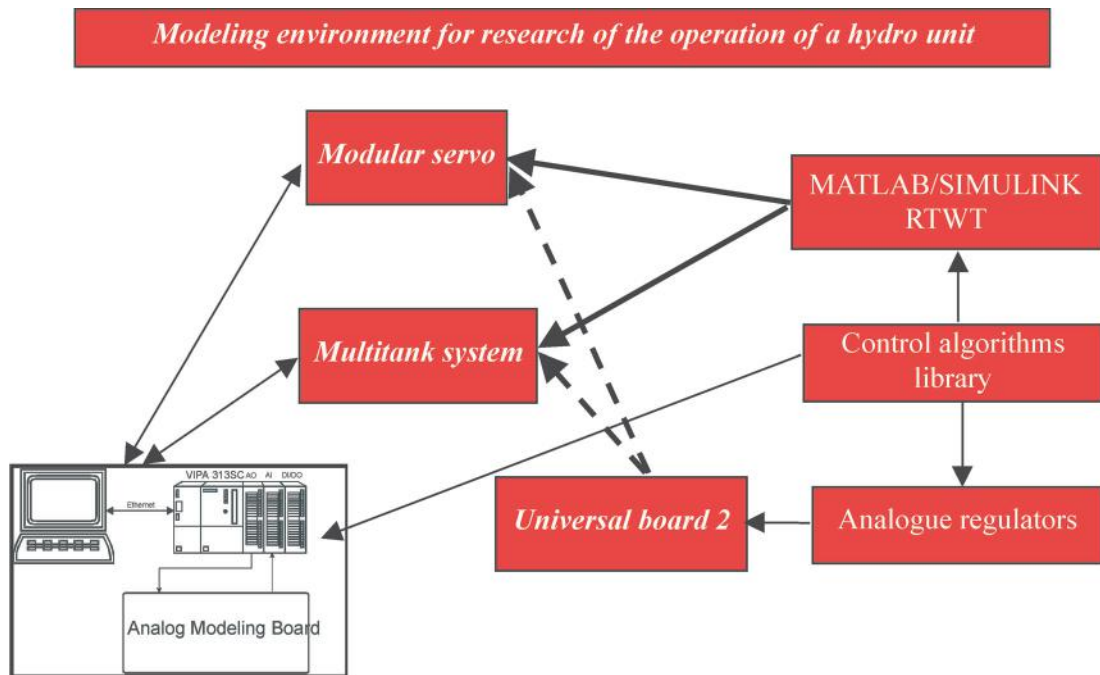 Modeling environment for research of the operation of a hydro unit
Modular servo
MATLAB/SIMULINK
RTWT
Multitank system
Control algorithms
library
VIPA 313SC AO AI DI/DO
Ethernet
Universal board 2
Analogue regulators
Analog Modeling Board